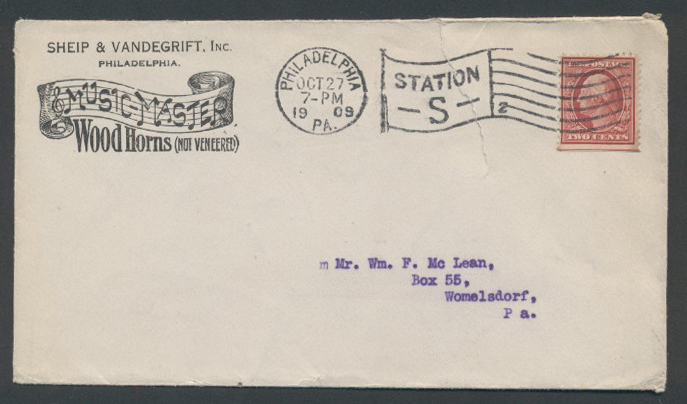 SHEIP & VANDEGRIFT, INC.
PHILADELPHIA.
MUSIC MASTER
Wood Horns (NOT VENEERED)
PHILADELPHIA
OCT 27
7-PM
19 09
PA.
STATION
-S-
2
POSTAGE
TWO CENTS
m Mr. Wm. F. Mc Lean,
Box 55,
Womelsdorf,
P a.